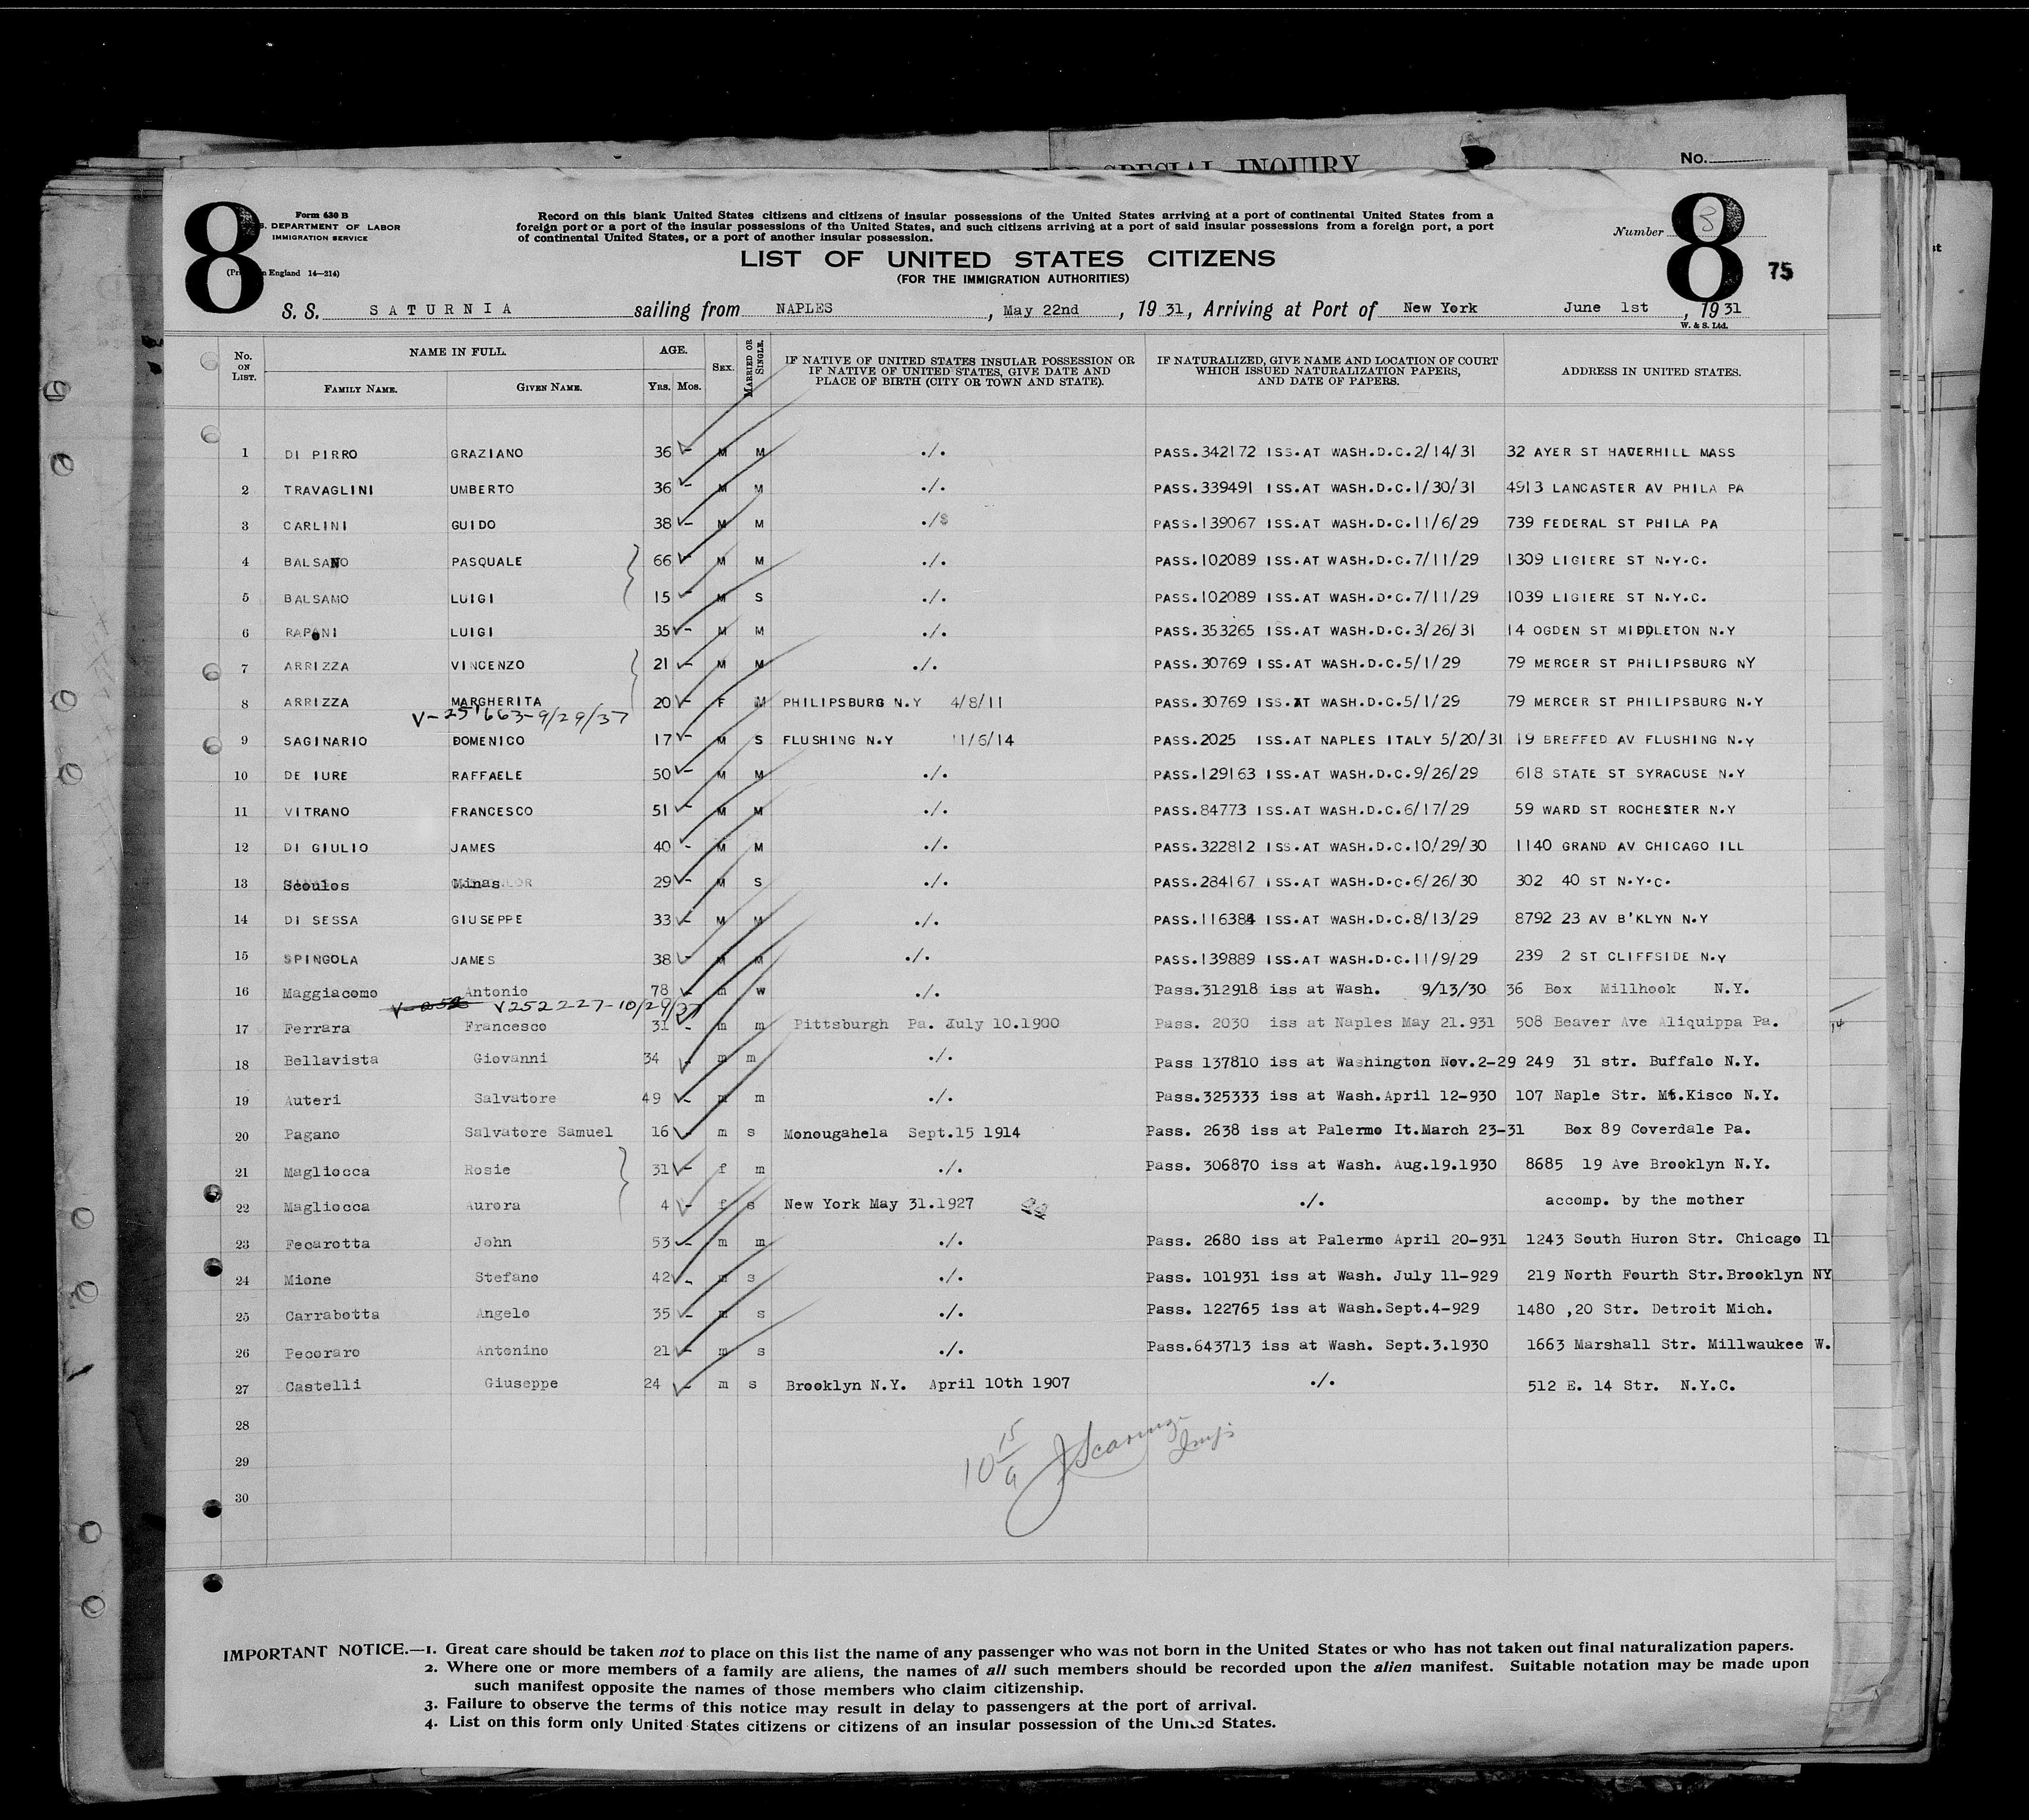 SPECIAL INQUIRY
No.
8
Form 630 B
S. DEPARTMENT OF LABOR
IMMIGRATION SERVICE
England 14—214)
Record on this blank United States citizens and citizens of insular possessions of the United States arriving at a port of continental United States from a
foreign port or a port of the insular possessions of the United States, and such citizens arriving at a port of said insular possessions from a foreign port, a port
of continental United States, or a port of another insular possession.
LIST OF UNITED STATES CITIZENS
(FOR THE IMMIGRATION AUTHORITIES)
Number 3
8
75
S. S. SATURNIA sailing from NAPLES, May 22nd, 1931, Arriving at Port of New York June 1st, 1931
W. & S. Ltd.
No. ON LIST. NAME IN FULL. FAMILY NAME. GIVEN NAME. AGE. YRS. MOS. SEX. MARRIED OR SINGLE. IF NATIVE OF UNITED STATES INSULAR POSSESSION OR IF NATIVE OF UNITED STATES, GIVE DATE AND PLACE OF BIRTH (CITY OR TOWN AND STATE). IF NATURALIZED, GIVE NAME AND LOCATION OF COURT WHICH ISSUED NATURALIZATION PAPERS, AND DATE OF PAPERS. ADDRESS IN UNITED STATES.
1 DI PIRRO GRAZIANO 36 - M M ./. PASS.342172 ISS.AT WASH.D.C.2/14/31 32 AYER ST HAVERHILL MASS
2 TRAVAGLINI UMBERTO 36 - M M ./. PASS.339491 ISS.AT WASH.D.C.1/30/31 4913 LANCASTER AV PHILA PA
3 CARLINI GUIDO 38 - M M ./$ PASS.139067 ISS.AT WASH.D.C.11/6/29 739 FEDERAL ST PHILA PA
4 BALSANO PASQUALE 66 - M M ./. PASS.102089 ISS.AT WASH.D.C.7/11/29 1309 LIGIERE ST N.Y.C.
5 BALSAMO LUIGI 15 - M S ./. PASS.102089 ISS.AT WASH.D.C.7/11/29 1039 LIGIERE ST N.Y.C.
6 RAPANI LUIGI 35 - M M ./. PASS.353265 ISS.AT WASH.D.C.3/26/31 14 OGDEN ST MIDDLETON N.Y
7 ARRIZZA VINCENZO 21 - M M ./. PASS.30769 ISS.AT WASH.D.C.5/1/29 79 MERCER ST PHILIPSBURG NY
8 ARRIZZA MARGHERITA 20 - F M PHILIPSBURG N.Y 4/8/11 PASS.30769 ISS.AT WASH.D.C.5/1/29 79 MERCER ST PHILIPSBURG N.Y
V-251663-9/29/37
9 SAGINARIO DOMENICO 17 - M S FLUSHING N.Y 11/6/14 PASS.2025 ISS.AT NAPLES ITALY 5/20/31 19 BREFFED AV FLUSHING N.Y
10 DE IURE RAFFAELE 50 - M M ./. PASS.129163 ISS.AT WASH.D.C.9/26/29 618 STATE ST SYRACUSE N.Y
11 VITRANO FRANCESCO 51 - M M ./. PASS.84773 ISS.AT WASH.D.C.6/17/29 59 WARD ST ROCHESTER N.Y
12 DI GIULIO JAMES 40 - M M ./. PASS.322812 ISS.AT WASH.D.C.10/29/30 1140 GRAND AV CHICAGO ILL
13 Scoulos Minas 29 - M S ./. PASS.284167 ISS.AT WASH.D.C.6/26/30 302 40 ST N.Y.C.
14 DI SESSA GIUSEPPE 33 - M M ./. PASS.116384 ISS.AT WASH.D.C.8/13/29 8792 23 AV B'KLYN N.Y
15 SPINGOLA JAMES 38 - M M ./. PASS.139889 ISS.AT WASH.D.C.11/9/29 239 2 ST CLIFFSIDE N.Y
16 Maggiacomo Antonio 78 - m w ./. Pass.312918 iss at Wash. 9/13/30 36 Box Millhook N.Y.
V-252 V252227-10/29/37
17 Ferrara Francesco 31 - m m Pittsburgh Pa. July 10.1900 Pass. 2030 iss at Naples May 21.931 508 Beaver Ave Aliquippa Pa.
18 Bellavista Giovanni 34 - m m ./. Pass 137810 iss at Washington Nov.2-29 249 31 str. Buffalo N.Y.
19 Auteri Salvatore 49 - m m ./. Pass.325333 iss at Wash.April 12-930 107 Naple Str. Mt.Kisco N.Y.
20 Pagano Salvatore Samuel 16 - m s Monougahela Sept.15 1914 Pass. 2638 iss at Palermo It.March 23-31 Box 89 Coverdale Pa.
21 Magliocca Rosie 31 - f m ./. Pass. 306870 iss at Wash. Aug.19.1930 8685 19 Ave Brooklyn N.Y.
22 Magliocca Aurora 4 - f s New York May 31.1927 ./. accomp. by the mother
23 Fecarotta John 53 - m m ./. Pass. 2680 iss at Palermo April 20-931 1243 South Huron Str. Chicago Il
24 Mione Stefano 42 - m s ./. Pass. 101931 iss at Wash. July 11-929 219 North Fourth Str.Brooklyn NY
25 Carrabotta Angelo 35 - m s ./. Pass. 122765 iss at Wash.Sept.4-929 1480 ,20 Str. Detroit Mich.
26 Pecoraro Antonino 21 - m s ./. Pass.643713 iss at Wash. Sept.3.1930 1663 Marshall Str. Millwaukee W.
27 Castelli Giuseppe 24 - m s Brooklyn N.Y. April 10th 1907 ./. 512 E. 14 Str. N.Y.C.
28
29
30
IMPORTANT NOTICE.—1. Great care should be taken not to place on this list the name of any passenger who was not born in the United States or who has not taken out final naturalization papers.
2. Where one or more members of a family are aliens, the names of all such members should be recorded upon the alien manifest. Suitable notation may be made upon
such manifest opposite the names of those members who claim citizenship.
3. Failure to observe the terms of this notice may result in delay to passengers at the port of arrival.
4. List on this form only United States citizens or citizens of an insular possession of the United States.